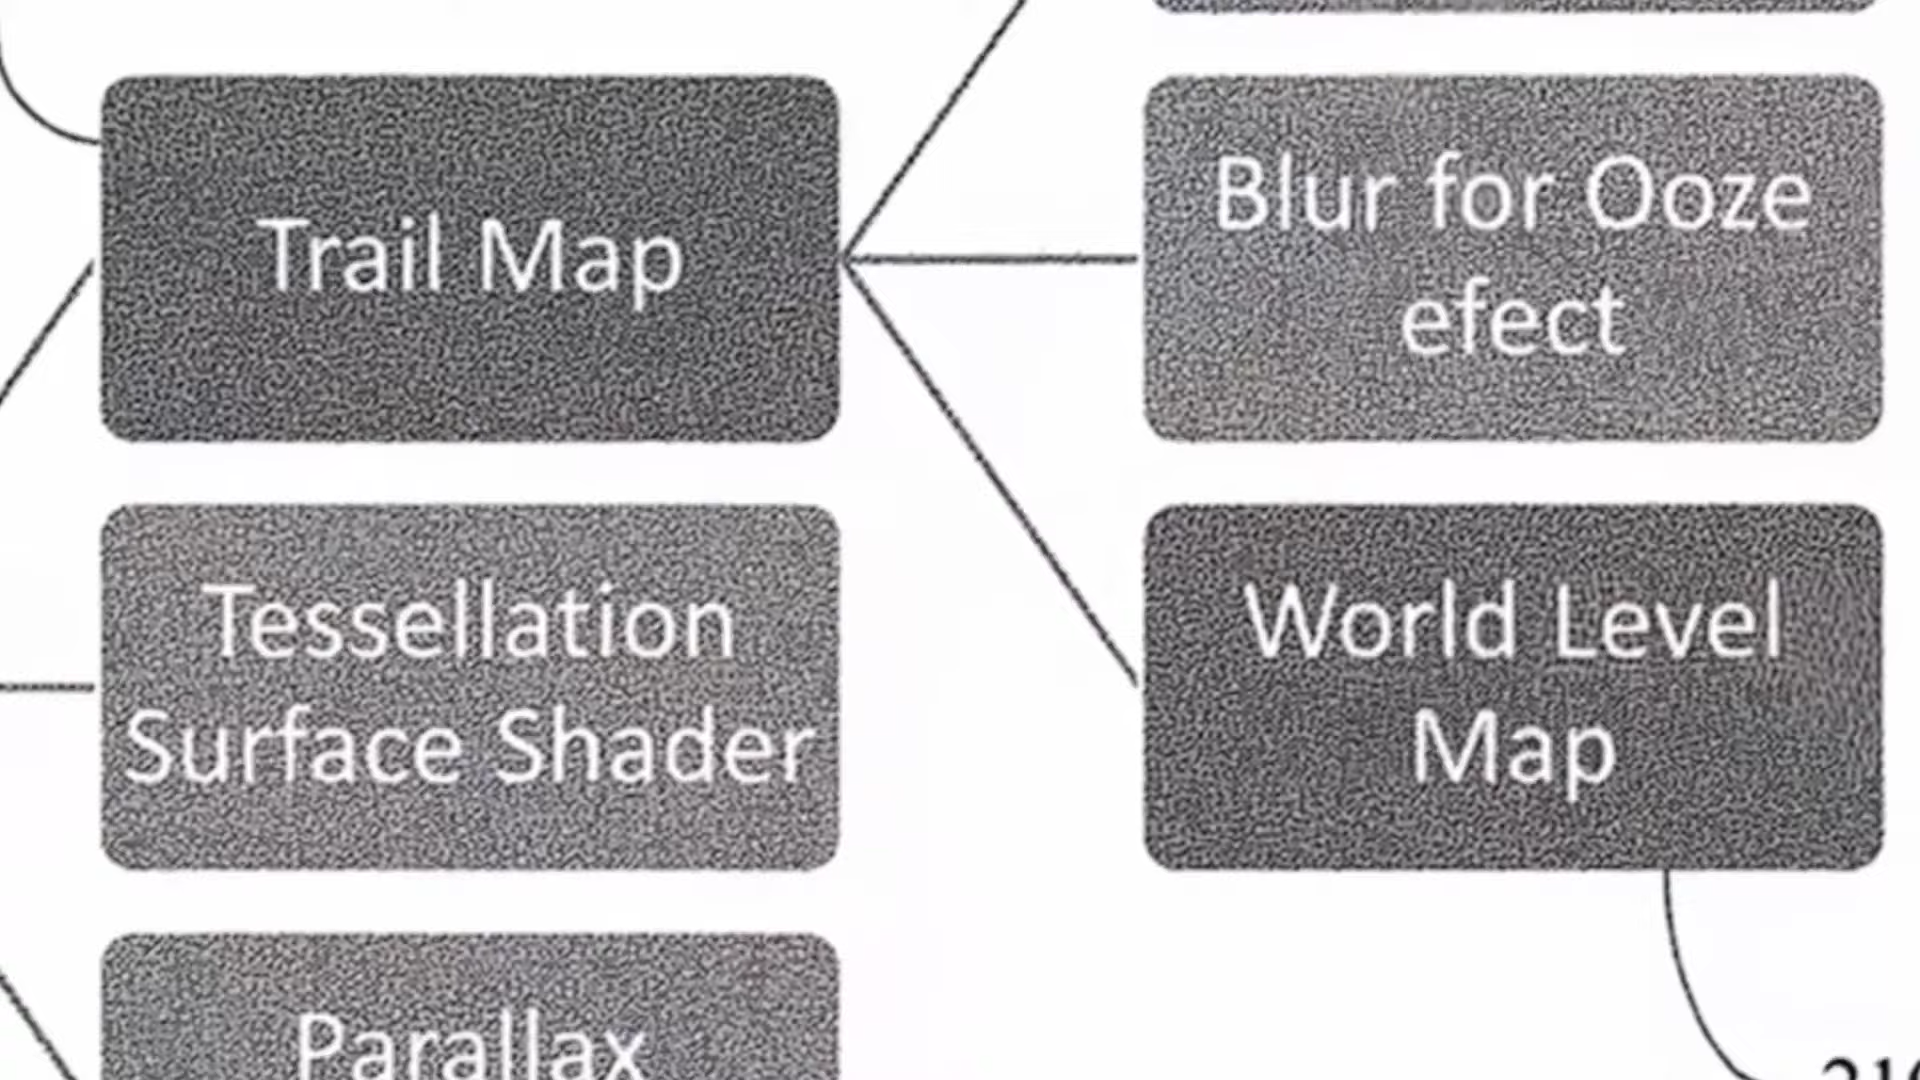 Trail Map
Blur for Ooze
efect
Tessellation
Surface Shader
World Level
Map
Parallax